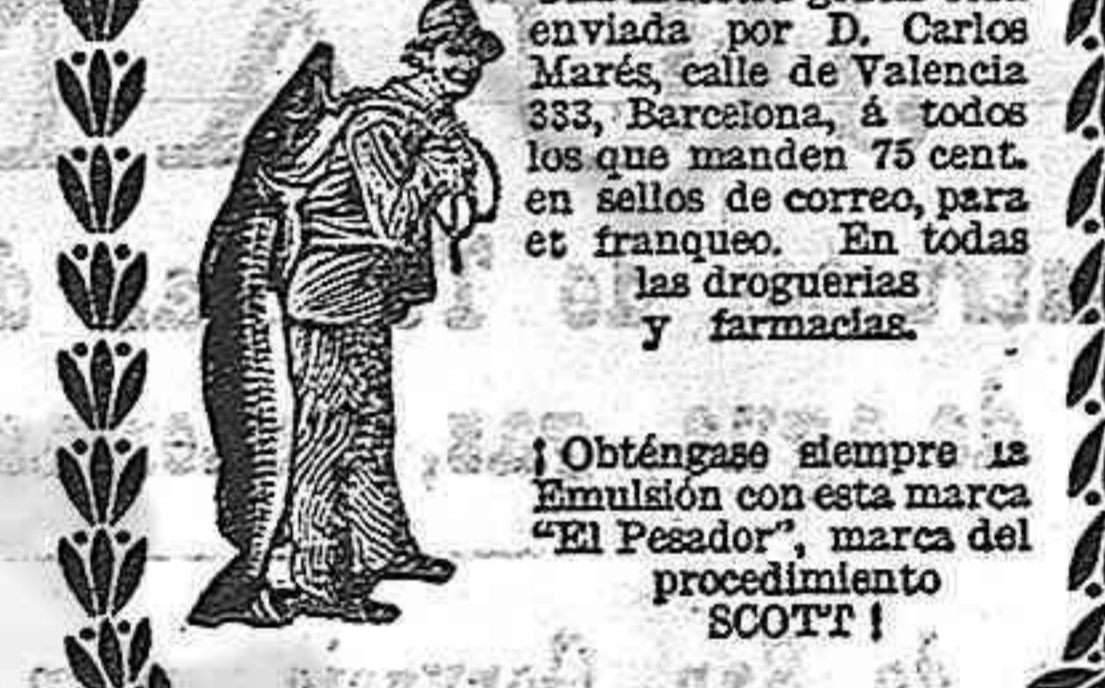 enviada por D. Carlos
Marés, calle de Valencia
333, Barcelona, á todos
los que manden 75 cent.
en sellos de correo, para
et franqueo. En todas
las droguerias
y farmacias.
¡Obténgase siempre la
Emulsión con esta marca
“El Pesador”, marca del
procedimiento
SCOTT!